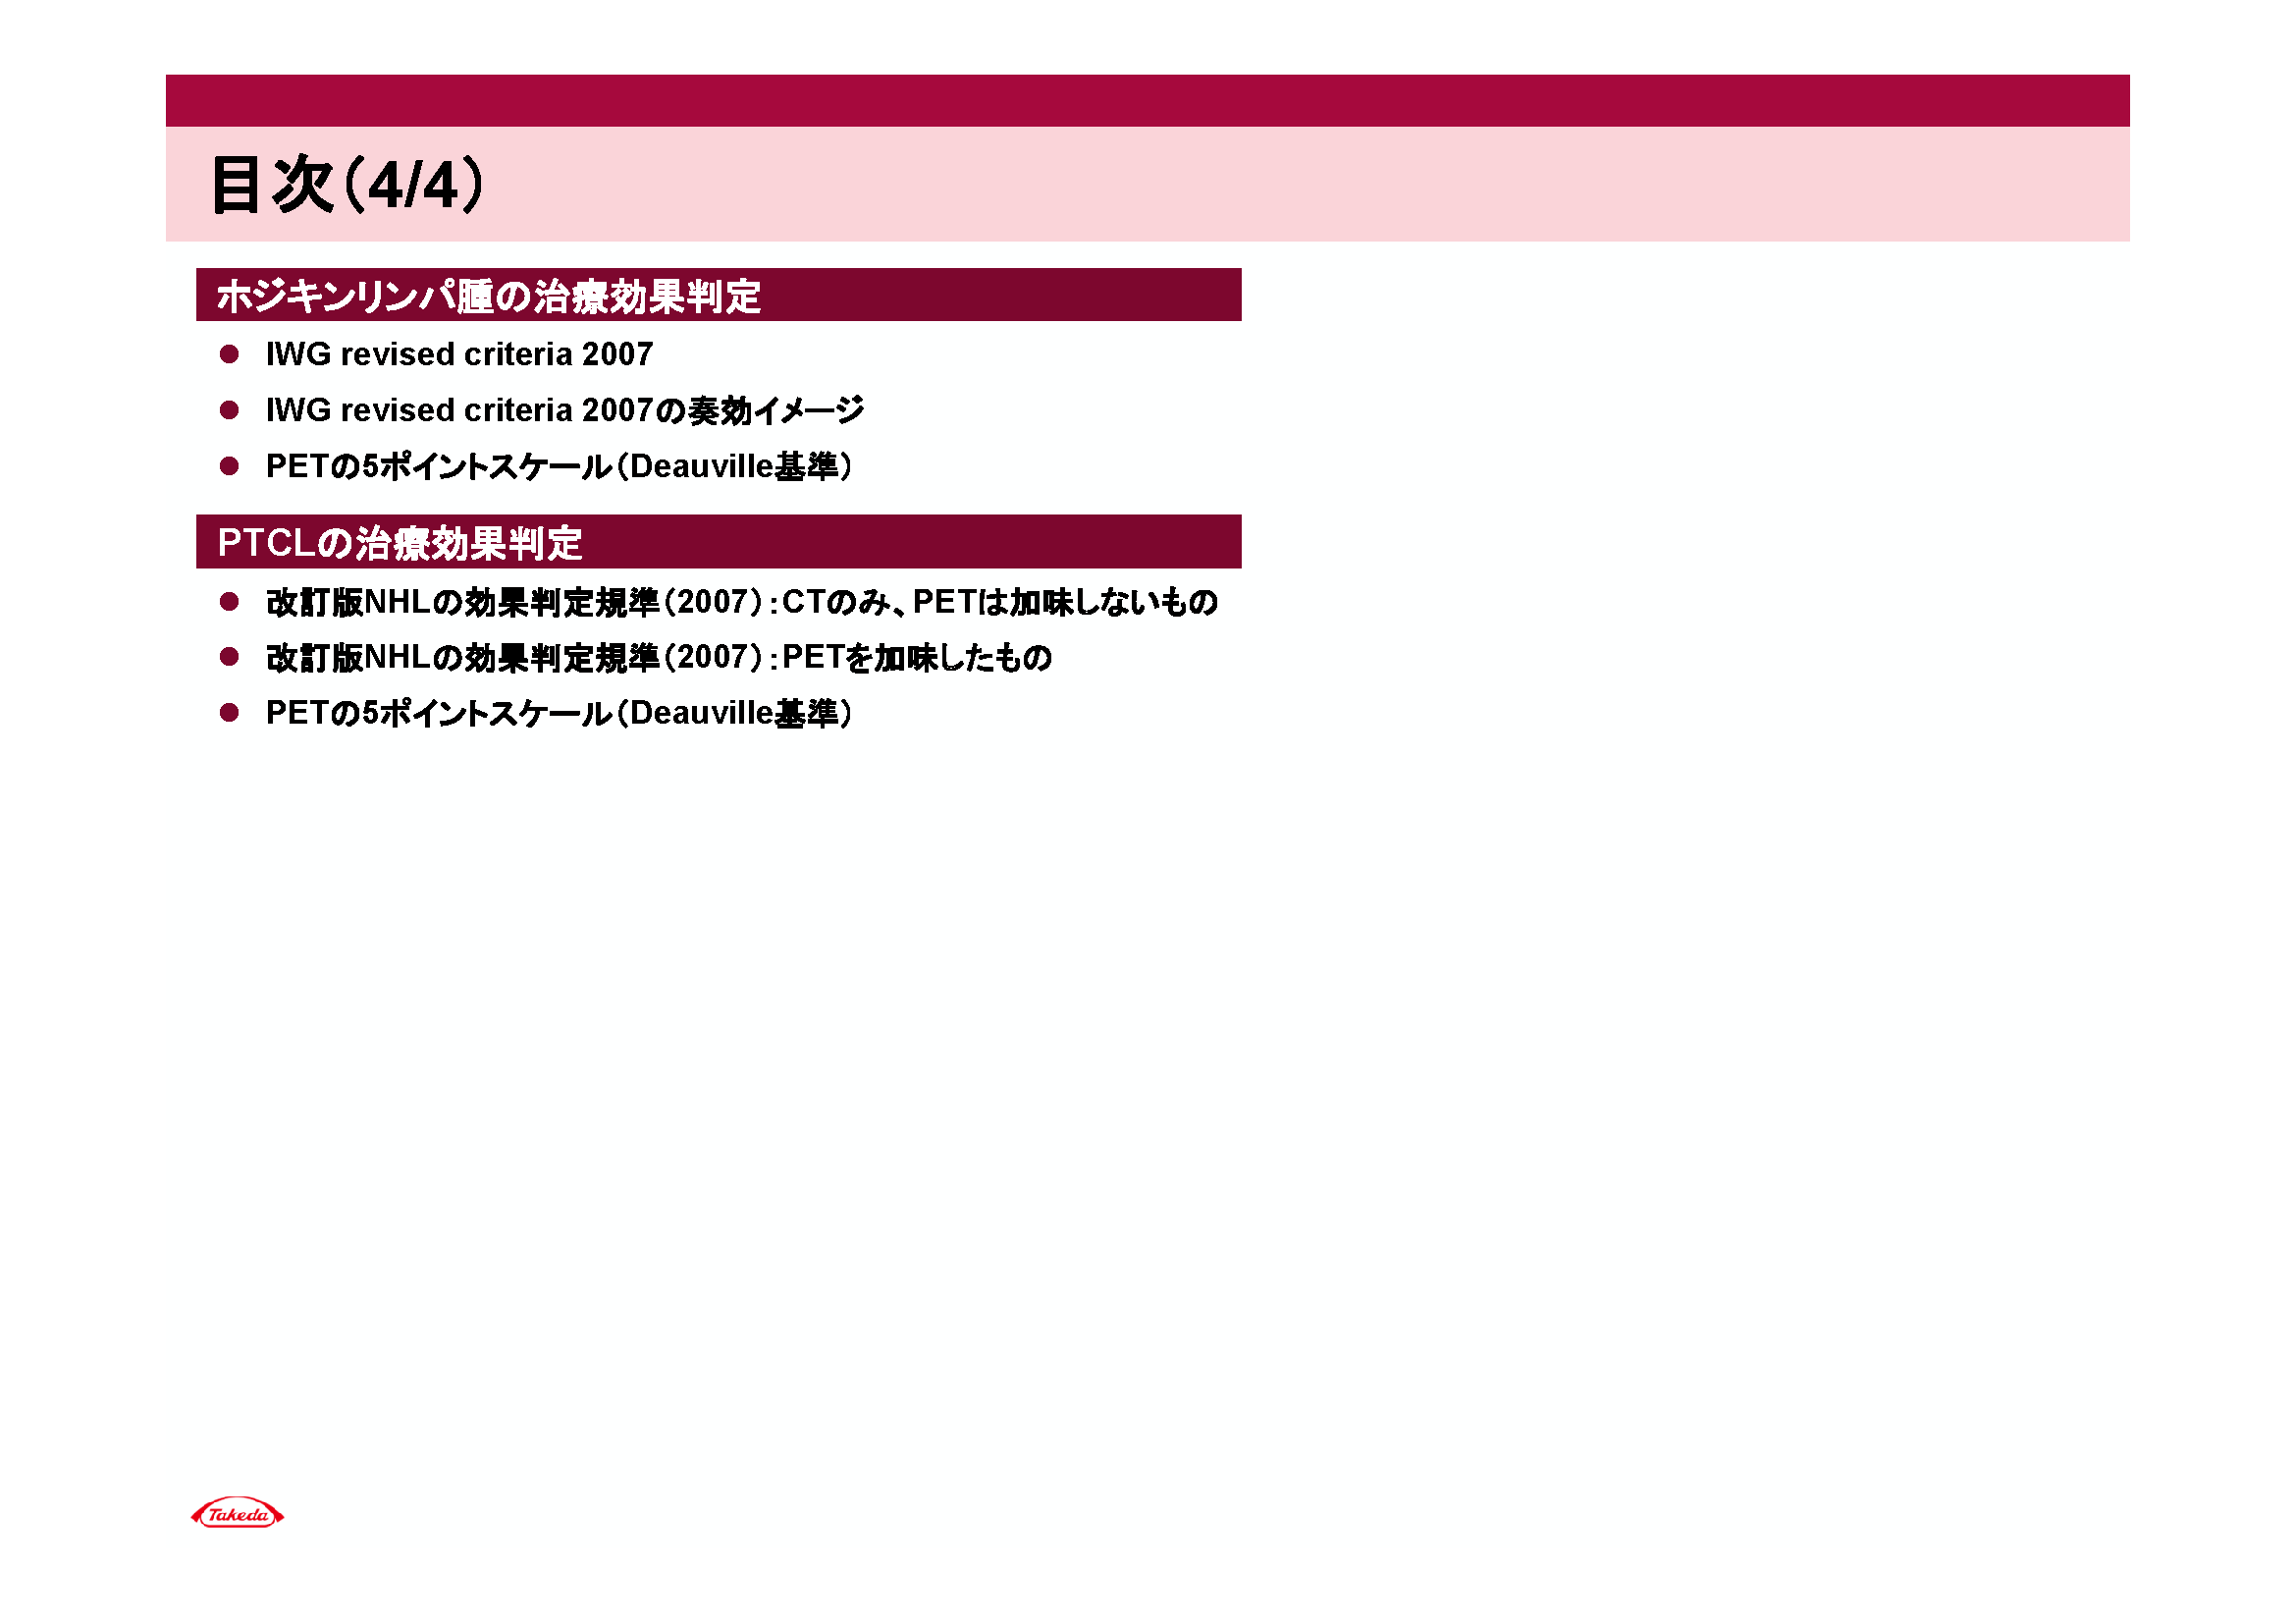 目次（4/4）
ホジキンリンパ腫の治療効果判定
● IWG revised criteria 2007
● IWG revised criteria 2007の奏効イメージ
● PETの5ポイントスケール（Deauville基準）
PTCLの治療効果判定
● 改訂版NHLの効果判定規準（2007）：CTのみ、PETは加味しないもの
● 改訂版NHLの効果判定規準（2007）：PETを加味したもの
● PETの5ポイントスケール（Deauville基準）
Takeda